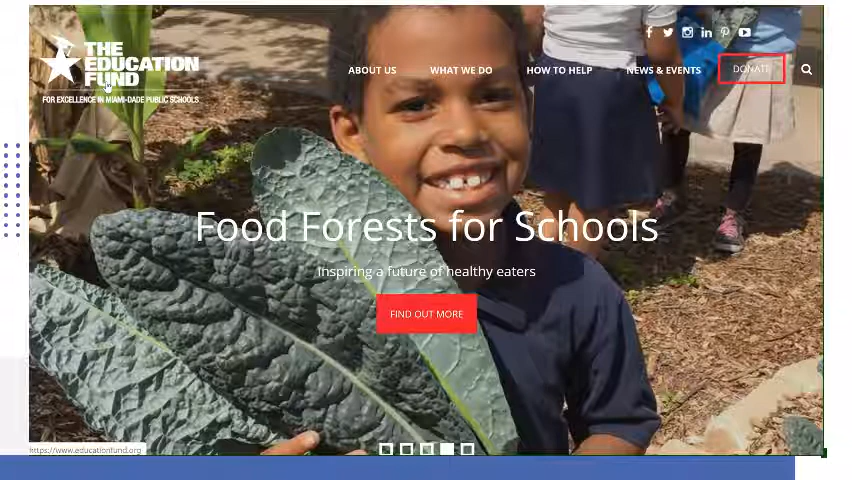 THE
EDUCATION
FUND
FOR EXCELLENCE IN MIAMI-DADE PUBLIC SCHOOLS
ABOUT US WHAT WE DO HOW TO HELP NEWS & EVENTS DONATE
Food Forests for Schools
Inspiring a future of healthy eaters
FIND OUT MORE
https://www.educationfund.org